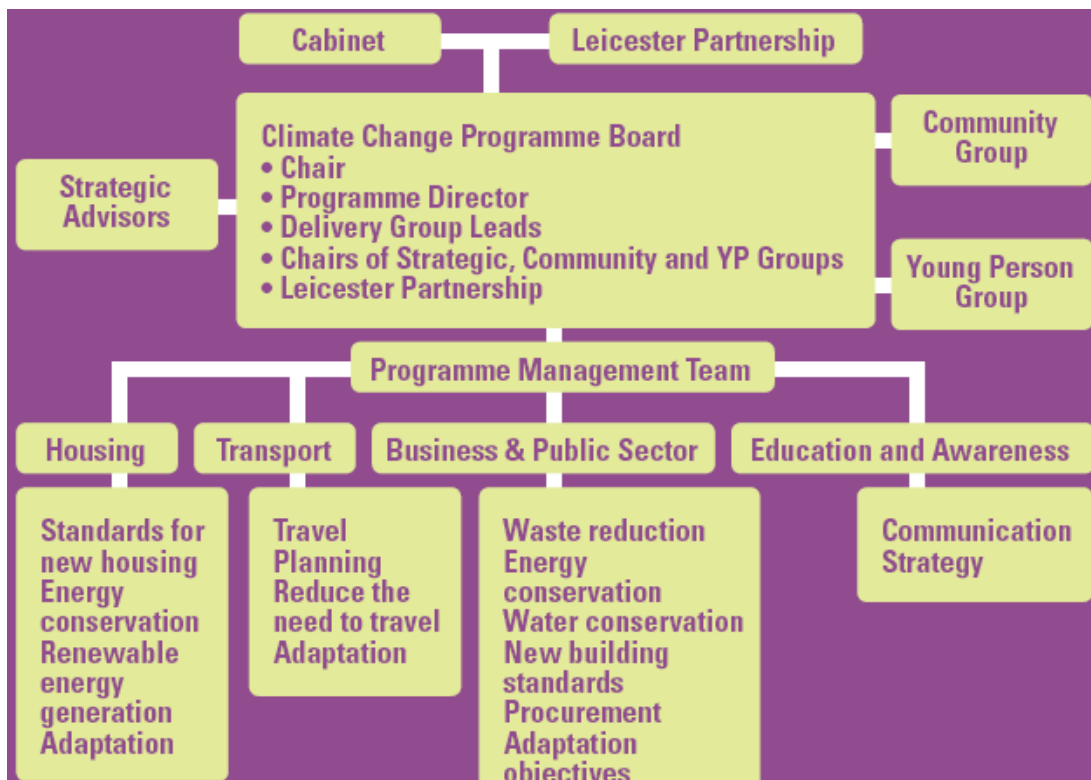 Cabinet
Leicester Partnership
Climate Change Programme Board
• Chair
• Programme Director
• Delivery Group Leads
• Chairs of Strategic, Community and YP Groups
• Leicester Partnership
Community
Group
Strategic
Advisors
Young Person
Group
Programme Management Team
Housing
Transport
Business & Public Sector
Education and Awareness
Standards for
new housing
Energy
conservation
Renewable
energy
generation
Adaptation
Travel
Planning
Reduce the
need to travel
Adaptation
Waste reduction
Energy
conservation
Water conservation
New building
standards
Procurement
Adaptation
objectives
Communication
Strategy